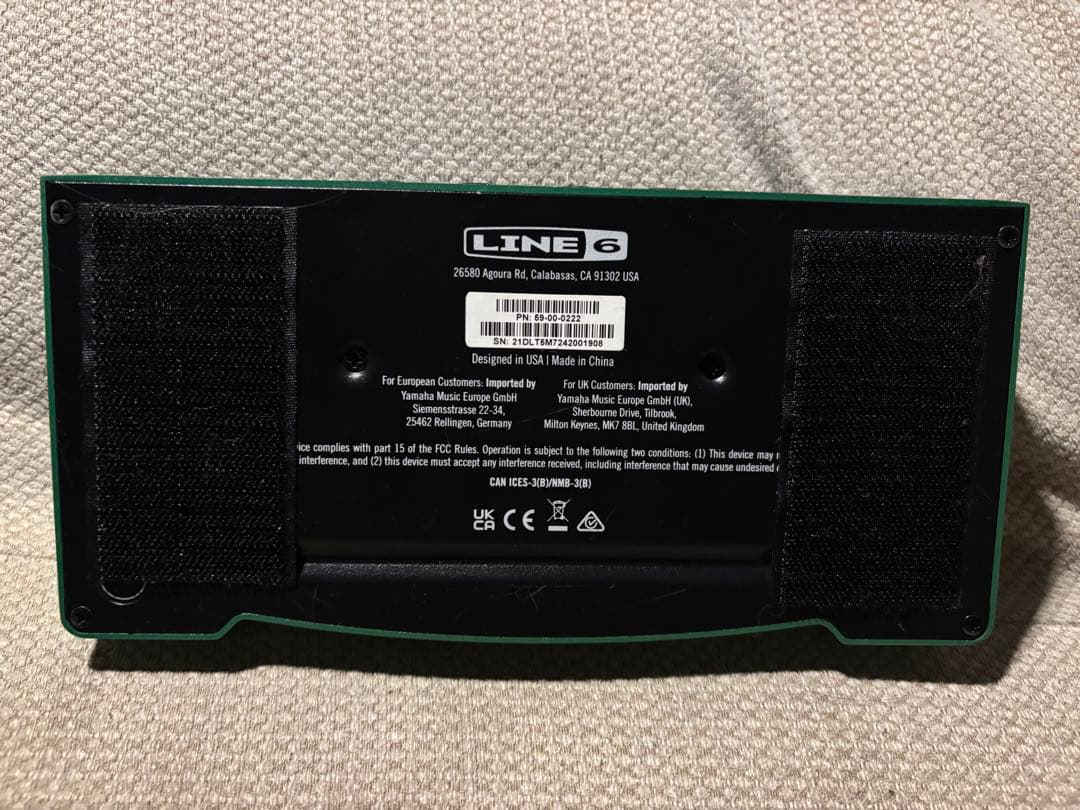 LINE 6
26580 Agoura Rd, Calabasas, CA 91302 USA
PN: 59-00-0222
SN: 21DLT5M7242001908
Designed in USA | Made in China
For European Customers: Imported by
Yamaha Music Europe GmbH
Siemensstrasse 22-34,
25462 Rellingen, Germany
For UK Customers: Imported by
Yamaha Music Europe GmbH (UK),
Sherbourne Drive, Tilbrook,
Milton Keynes, MK7 8BL, United Kingdom
ice complies with part 15 of the FCC Rules. Operation is subject to the following two conditions: (1) This device may
interference, and (2) this device must accept any interference received, including interference that may cause undesired
CAN ICES-3(B)/NMB-3(B)
UK
CA CE